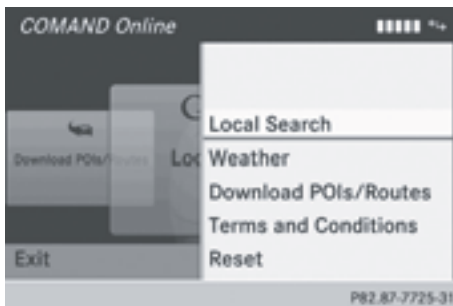 COMAND Online
G
Download POIs/Routes
Loc
Local Search
Weather
Download POIs/Routes
Terms and Conditions
Reset
Exit
P82.87-7725-31